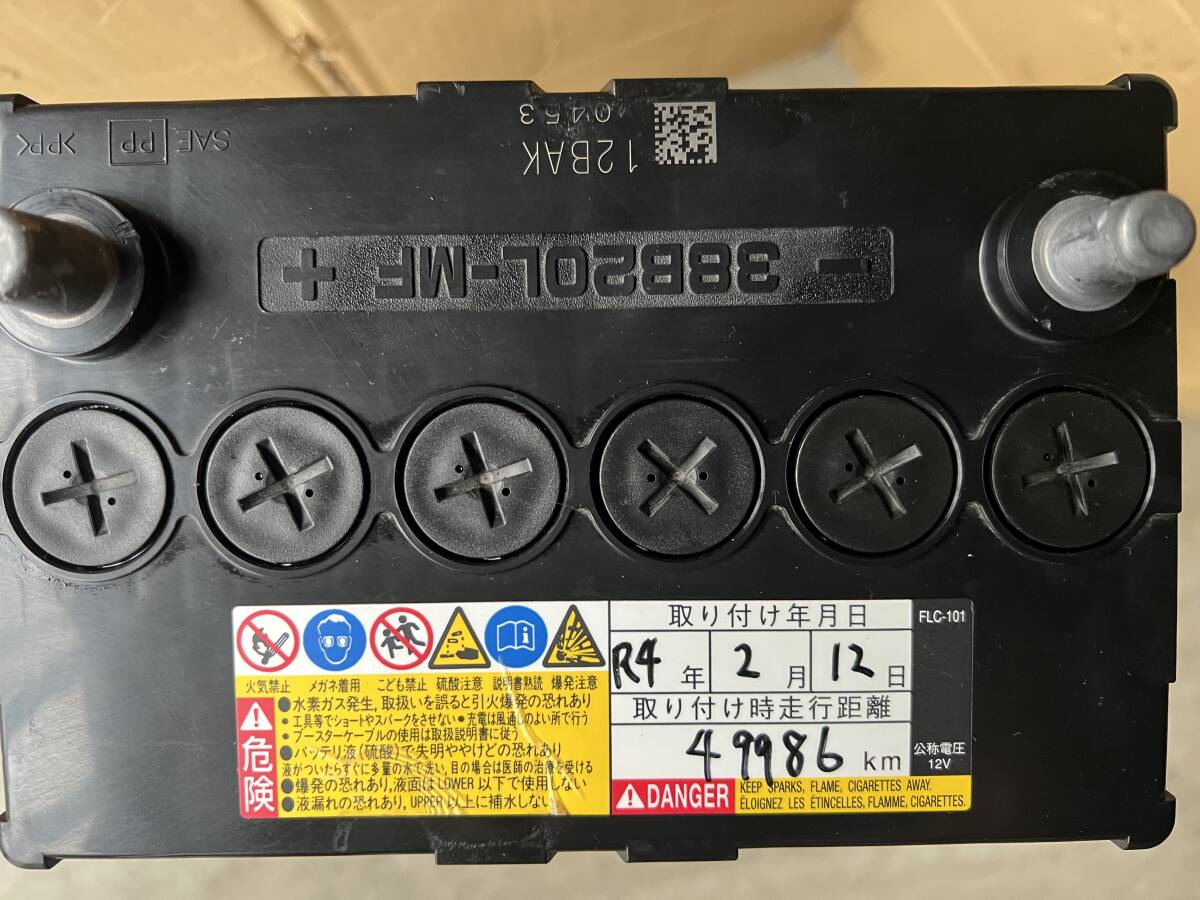 >PPK
PP
SAE
0453
12BAK
- 38B20L-MF +
火気禁止 メガネ着用 こども禁止 硫酸注意 説明書熟読 爆発注意
危険
●水素ガス発生,取扱いを誤ると引火爆発の恐れあり
・工具等でショートやスパークをさせない●充電は風通しのよい所で行う
・ブースターケーブルの使用は取扱説明書に従う
●バッテリ液(硫酸)で失明ややけどの恐れあり
液がついたらすぐに多量の水で洗い,目の場合は医師の治療を受ける
●爆発の恐れあり,液面はLOWER以下で使用しない
●液漏れの恐れあり,UPPER以上に補水しない
取り付け年月日
R4年 2月 12日
取り付け時走行距離
49986 km
FLC-101
公称電圧
12V
DANGER
KEEP SPARKS, FLAME, CIGARETTES AWAY.
ÉLOIGNEZ LES ÉTINCELLES, FLAMME, CIGARETTES.